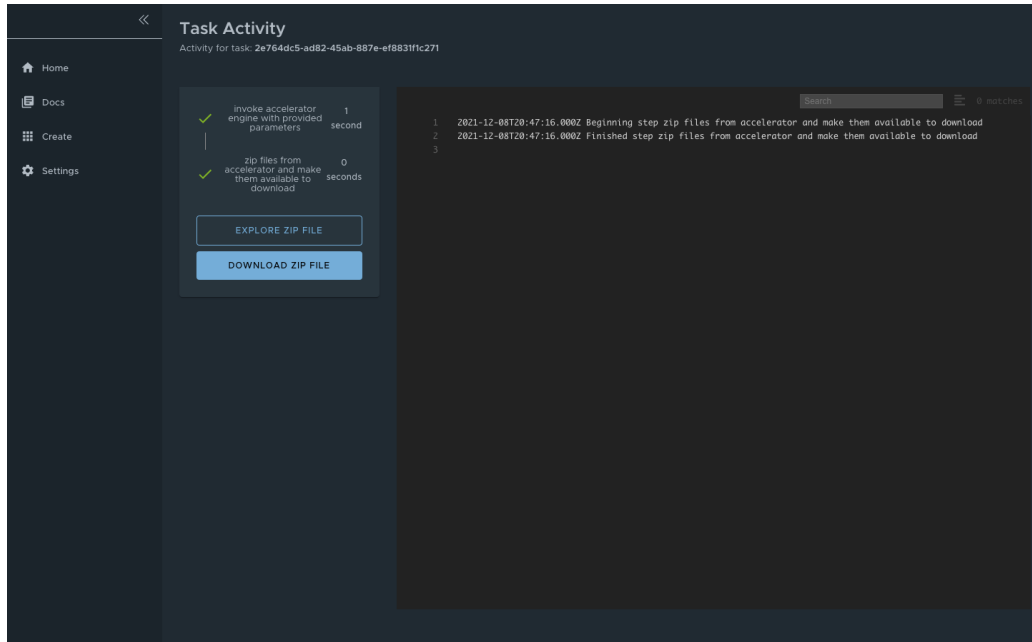 Task Activity
Activity for task: 2e764dc5-ad82-45ab-887e-ef8831f1c271
Home
Docs
Create
Settings
invoke accelerator
engine with provided
parameters
1
second
zip files from
accelerator and make
them available to
download
0
seconds
EXPLORE ZIP FILE
DOWNLOAD ZIP FILE
Search
0 matches
1 2021-12-08T20:47:16.000Z Beginning step zip files from accelerator and make them available to download
2 2021-12-08T20:47:16.000Z Finished step zip files from accelerator and make them available to download
3